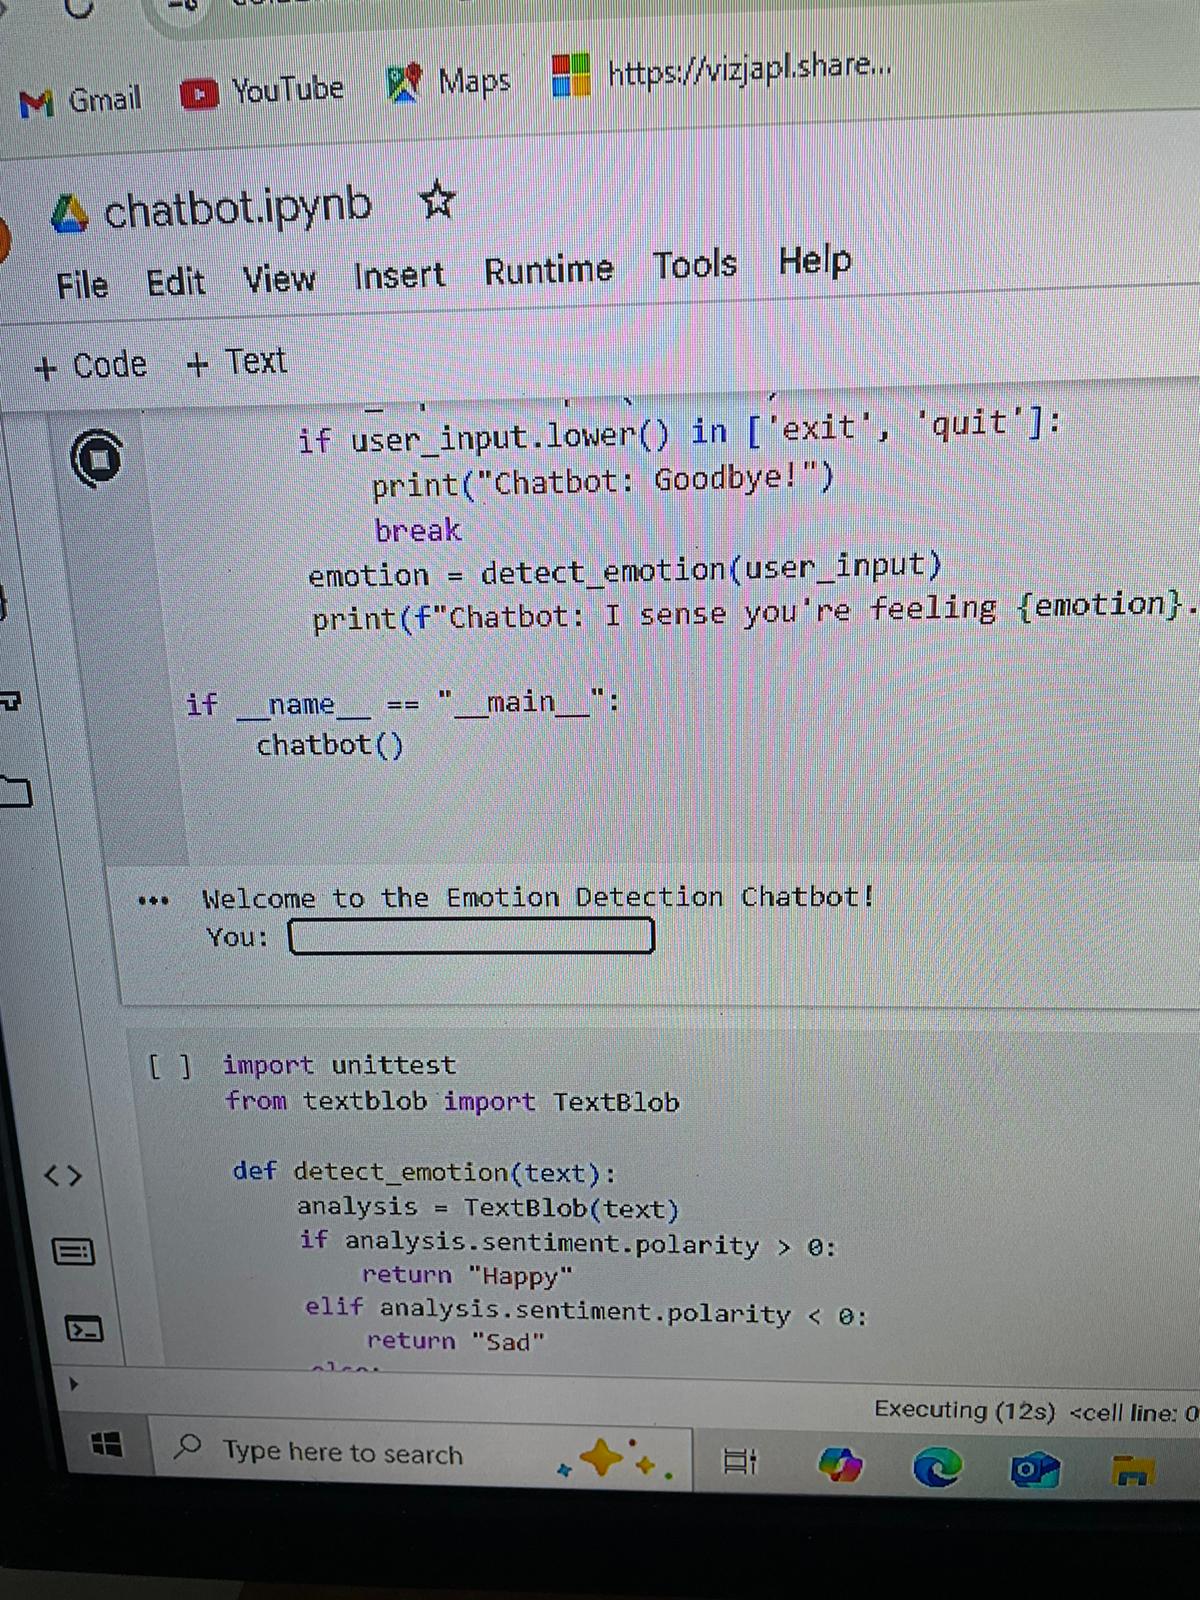 Gmail YouTube Maps https://vizjapl.share...
chatbot.ipynb
File Edit View Insert Runtime Tools Help
+ Code + Text
if user_input.lower() in ['exit', 'quit']:
print("Chatbot: Goodbye!")
break
emotion = detect_emotion(user_input)
print(f"Chatbot: I sense you're feeling {emotion}.
if __name__ == "__main__":
chatbot()
... Welcome to the Emotion Detection Chatbot!
You:
[ ] import unittest
from textblob import TextBlob
def detect_emotion(text):
analysis = TextBlob(text)
if analysis.sentiment.polarity > 0:
return "Happy"
elif analysis.sentiment.polarity < 0:
return "Sad"
Executing (12s) <cell line: 0
Type here to search